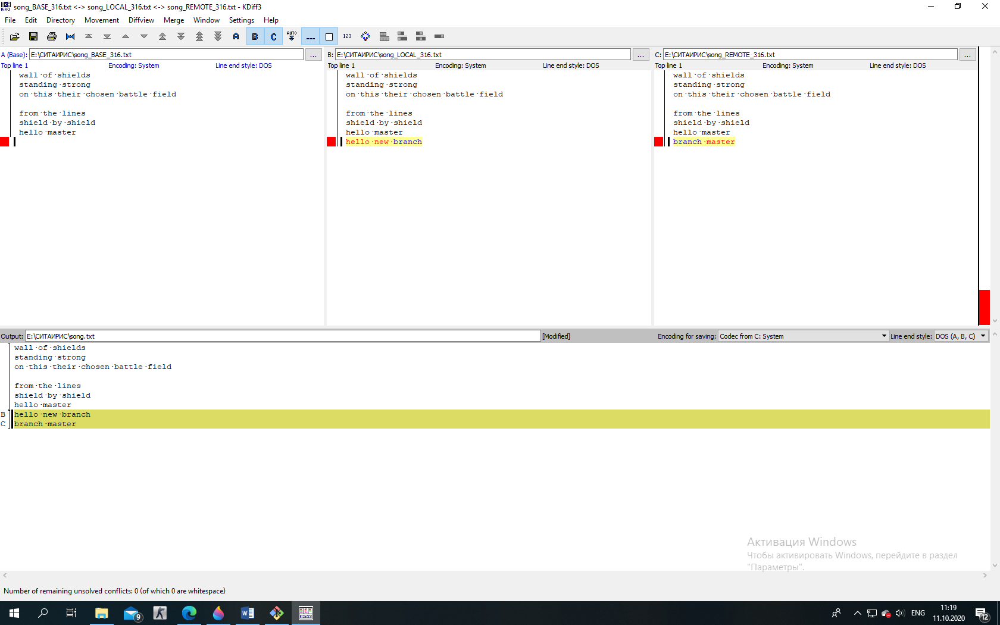 song_BASE_316.txt <-> song_LOCAL_316.txt <-> song_REMOTE_316.txt - KDiff3
File Edit Directory Movement Diffview Merge Window Settings Help
A B C AUTO 123
A (Base): E:\СИТАИРИС\song_BASE_316.txt ...
Top line 1 Encoding: System Line end style: DOS
wall·of·shields
standing·strong
on·this·their·chosen·battle·field
from·the·lines
shield·by·shield
hello·master
B: E:\СИТАИРИС\song_LOCAL_316.txt ...
Top line 1 Encoding: System Line end style: DOS
wall·of·shields
standing·strong
on·this·their·chosen·battle·field
from·the·lines
shield·by·shield
hello·master
hello·new·branch
C: E:\СИТАИРИС\song_REMOTE_316.txt ...
Top line 1 Encoding: System Line end style: DOS
wall·of·shields
standing·strong
on·this·their·chosen·battle·field
from·the·lines
shield·by·shield
hello·master
branch·master
Output: E:\СИТАИРИС\song.txt [Modified] Encoding for saving: Codec from C: System Line end style: DOS (A, B, C)
wall·of·shields
standing·strong
on·this·their·chosen·battle·field
from·the·lines
shield·by·shield
hello·master
B hello·new·branch
C branch·master
Активация Windows
Чтобы активировать Windows, перейдите в раздел
"Параметры".
Number of remaining unsolved conflicts: 0 (of which 0 are whitespace)
9 KDiff3 ENG 11:19
11.10.2020 12